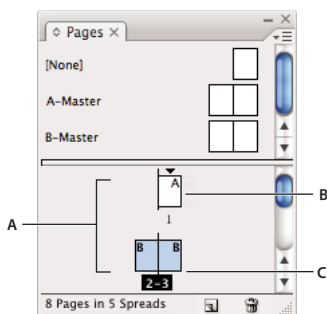 Pages
[None]
A-Master
B-Master
A
B
1
A
B B
2-3
C
8 Pages in 5 Spreads